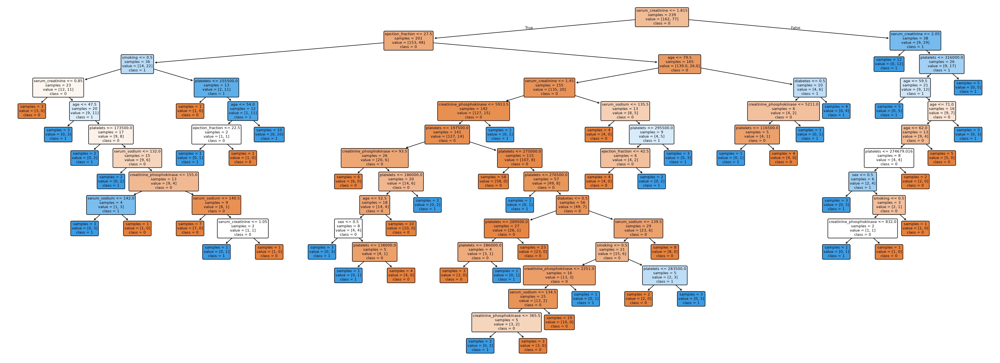 serum_creatinine <= 1.815
samples = 239
value = [162, 77]
class = 0
True
False
ejection_fraction <= 27.5
samples = 201
value = [153, 48]
class = 0
serum_creatinine <= 2.05
samples = 38
value = [9, 29]
class = 1
smoking <= 0.5
samples = 36
value = [14, 22]
class = 1
age <= 79.5
samples = 165
value = [139.0, 26.0]
class = 0
samples = 12
value = [0, 12]
class = 1
platelets <= 316000.0
samples = 26
value = [9, 17]
class = 1
serum_creatinine <= 0.85
samples = 23
value = [12, 11]
class = 0
platelets <= 155500.0
samples = 13
value = [2, 11]
class = 1
serum_creatinine <= 1.45
samples = 155
value = [135, 20]
class = 0
diabetes <= 0.5
samples = 10
value = [4, 6]
class = 1
age <= 59.5
samples = 21
value = [9, 12]
class = 1
samples = 5
value = [0, 5]
class = 1
samples = 3
value = [3, 0]
class = 0
age <= 47.5
samples = 20
value = [9, 11]
class = 1
samples = 1
value = [1, 0]
class = 0
age <= 54.0
samples = 12
value = [1, 11]
class = 1
creatinine_phosphokinase <= 5913.5
samples = 142
value = [127, 15]
class = 0
serum_sodium <= 135.5
samples = 13
value = [8, 5]
class = 0
creatinine_phosphokinase <= 5211.0
samples = 6
value = [4, 2]
class = 0
samples = 4
value = [0, 4]
class = 1
samples = 5
value = [0, 5]
class = 1
age <= 71.0
samples = 16
value = [9, 7]
class = 0
samples = 3
value = [0, 3]
class = 1
platelets <= 173500.0
samples = 17
value = [9, 8]
class = 0
ejection_fraction <= 22.5
samples = 2
value = [1, 1]
class = 0
samples = 10
value = [0, 10]
class = 1
platelets <= 197500.0
samples = 141
value = [127, 14]
class = 0
samples = 1
value = [0, 1]
class = 1
samples = 4
value = [4, 0]
class = 0
platelets <= 295500.0
samples = 9
value = [4, 5]
class = 1
platelets <= 116500.0
samples = 5
value = [4, 1]
class = 0
samples = 1
value = [0, 1]
class = 1
age <= 62.0
samples = 13
value = [9, 4]
class = 0
samples = 3
value = [0, 3]
class = 1
samples = 2
value = [0, 2]
class = 1
serum_sodium <= 132.0
samples = 15
value = [9, 6]
class = 0
samples = 1
value = [0, 1]
class = 1
samples = 1
value = [1, 0]
class = 0
creatinine_phosphokinase <= 93.5
samples = 26
value = [20, 6]
class = 0
platelets <= 275000.0
samples = 115
value = [107, 8]
class = 0
ejection_fraction <= 42.5
samples = 6
value = [4, 2]
class = 0
samples = 3
value = [0, 3]
class = 1
samples = 1
value = [0, 1]
class = 1
samples = 4
value = [4, 0]
class = 0
platelets <= 274679.016
samples = 8
value = [4, 4]
class = 0
samples = 5
value = [5, 0]
class = 0
samples = 2
value = [0, 2]
class = 1
creatinine_phosphokinase <= 155.0
samples = 13
value = [9, 4]
class = 0
samples = 6
value = [6, 0]
class = 0
platelets <= 186000.0
samples = 20
value = [14, 6]
class = 0
samples = 58
value = [58, 0]
class = 0
platelets <= 276500.0
samples = 57
value = [49, 8]
class = 0
samples = 4
value = [4, 0]
class = 0
samples = 2
value = [0, 2]
class = 1
sex <= 0.5
samples = 6
value = [2, 4]
class = 1
samples = 2
value = [2, 0]
class = 0
serum_sodium <= 142.0
samples = 4
value = [1, 3]
class = 1
serum_sodium <= 140.5
samples = 9
value = [8, 1]
class = 0
age <= 52.5
samples = 18
value = [14, 4]
class = 0
samples = 2
value = [0, 2]
class = 1
samples = 1
value = [0, 1]
class = 1
diabetes <= 0.5
samples = 56
value = [49, 7]
class = 0
samples = 3
value = [0, 3]
class = 1
smoking <= 0.5
samples = 3
value = [2, 1]
class = 0
samples = 3
value = [0, 3]
class = 1
samples = 1
value = [1, 0]
class = 0
samples = 7
value = [7, 0]
class = 0
serum_creatinine <= 1.05
samples = 2
value = [1, 1]
class = 0
sex <= 0.5
samples = 8
value = [4, 4]
class = 0
samples = 10
value = [10, 0]
class = 0
platelets <= 289500.0
samples = 27
value = [26, 1]
class = 0
serum_sodium <= 139.5
samples = 29
value = [23, 6]
class = 0
creatinine_phosphokinase <= 832.0
samples = 2
value = [1, 1]
class = 0
samples = 1
value = [1, 0]
class = 0
samples = 1
value = [0, 1]
class = 1
samples = 1
value = [1, 0]
class = 0
samples = 3
value = [0, 3]
class = 1
platelets <= 138000.0
samples = 5
value = [4, 1]
class = 0
platelets <= 286000.0
samples = 4
value = [3, 1]
class = 0
samples = 23
value = [23, 0]
class = 0
smoking <= 0.5
samples = 21
value = [15, 6]
class = 0
samples = 8
value = [8, 0]
class = 0
samples = 1
value = [0, 1]
class = 1
samples = 1
value = [1, 0]
class = 0
samples = 1
value = [0, 1]
class = 1
samples = 4
value = [4, 0]
class = 0
samples = 3
value = [3, 0]
class = 0
samples = 1
value = [0, 1]
class = 1
creatinine_phosphokinase <= 2251.0
samples = 16
value = [13, 3]
class = 0
platelets <= 283500.0
samples = 5
value = [2, 3]
class = 1
serum_sodium <= 134.5
samples = 15
value = [13, 2]
class = 0
samples = 1
value = [0, 1]
class = 1
samples = 2
value = [2, 0]
class = 0
samples = 3
value = [0, 3]
class = 1
creatinine_phosphokinase <= 365.5
samples = 5
value = [3, 2]
class = 0
samples = 10
value = [10, 0]
class = 0
samples = 2
value = [0, 2]
class = 1
samples = 3
value = [3, 0]
class = 0